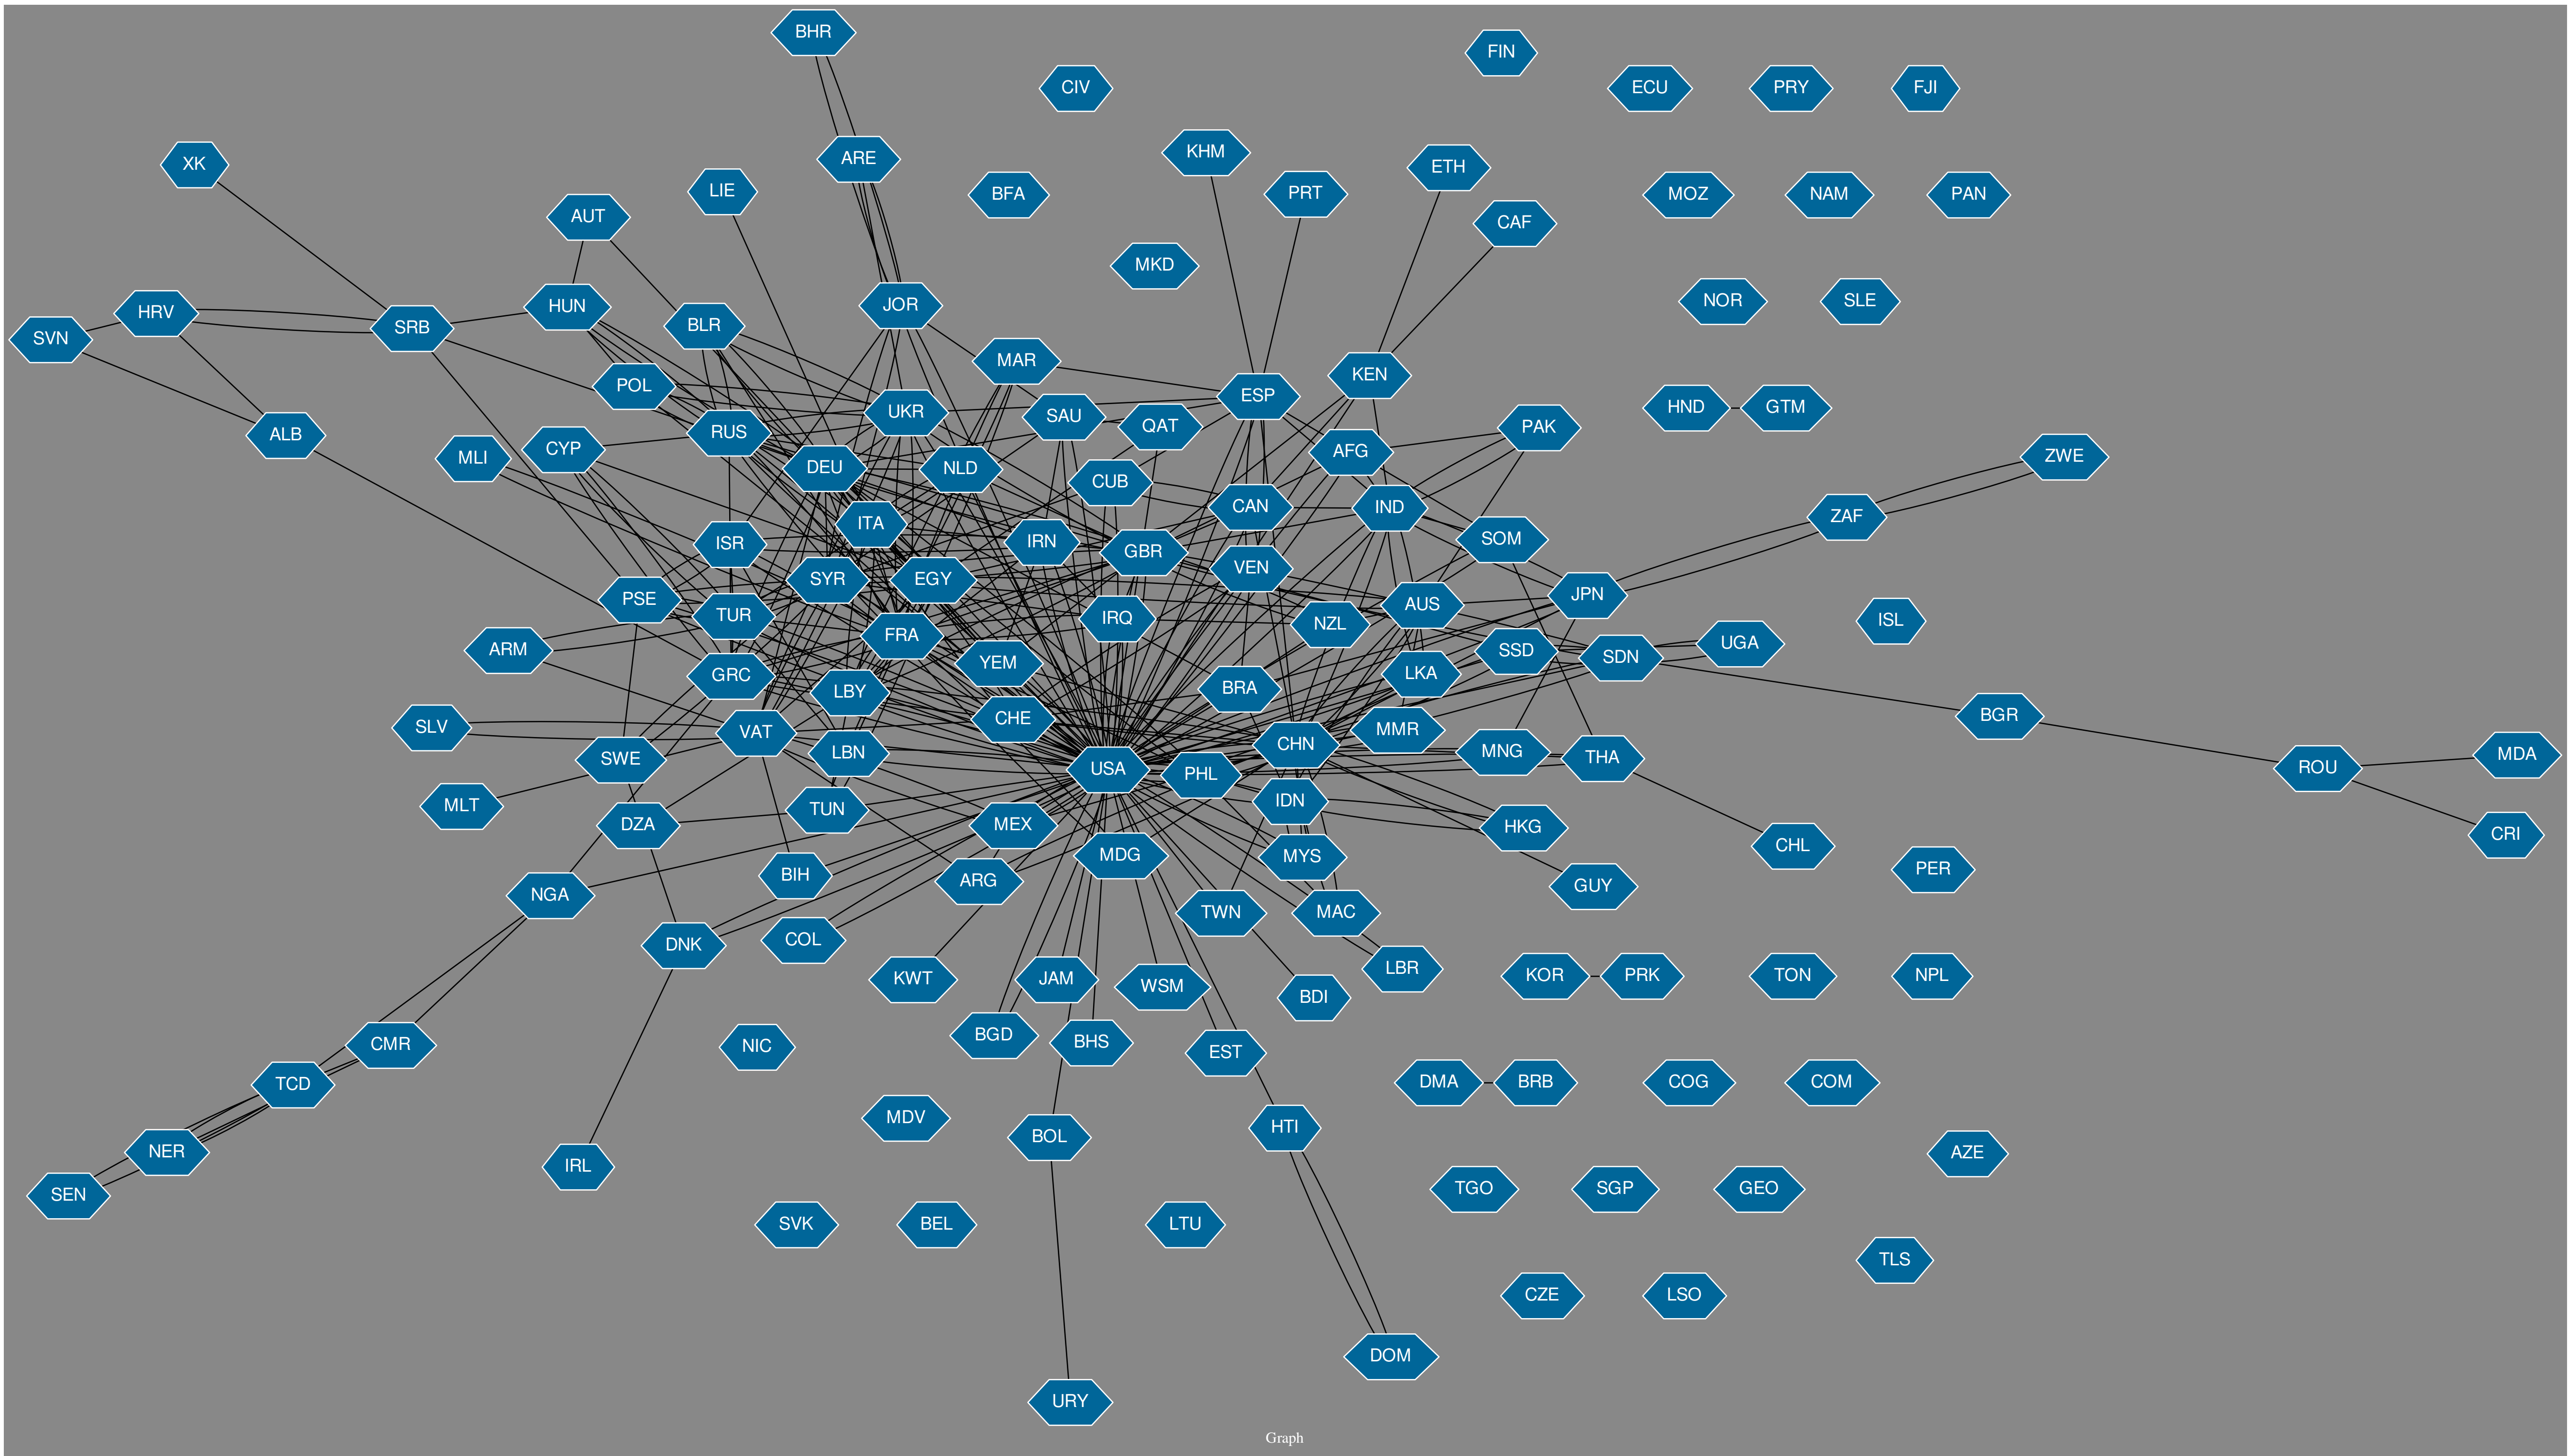 BHR
FIN
CIV
ECU
PRY
FJI
KHM
ARE
XK
ETH
LIE
BFA
PRT
MOZ
NAM
PAN
AUT
CAF
MKD
NOR
SLE
JOR
HUN
HRV
BLR
SRB
SVN
MAR
KEN
POL
ESP
HND
GTM
UKR
SAU
QAT
PAK
RUS
ALB
CYP
AFG
ZWE
MLI
DEU
NLD
CUB
CAN
IND
ZAF
ITA
SOM
IRN
ISR
GBR
VEN
SYR
EGY
JPN
PSE
AUS
TUR
IRQ
ISL
NZL
FRA
UGA
ARM
SSD
SDN
YEM
LKA
GRC
BRA
LBY
BGR
CHE
SLV
MMR
VAT
CHN
MNG
LBN
MDA
SWE
THA
ROU
USA
PHL
IDN
MLT
TUN
DZA
MEX
HKG
CRI
CHL
MDG
MYS
PER
BIH
ARG
GUY
NGA
TWN
MAC
COL
DNK
LBR
KWT
JAM
KOR
PRK
TON
NPL
WSM
BDI
BGD
BHS
CMR
NIC
EST
DMA
BRB
COG
COM
TCD
MDV
HTI
BOL
NER
AZE
IRL
TGO
SGP
GEO
SEN
SVK
BEL
LTU
TLS
CZE
LSO
DOM
URY
Graph